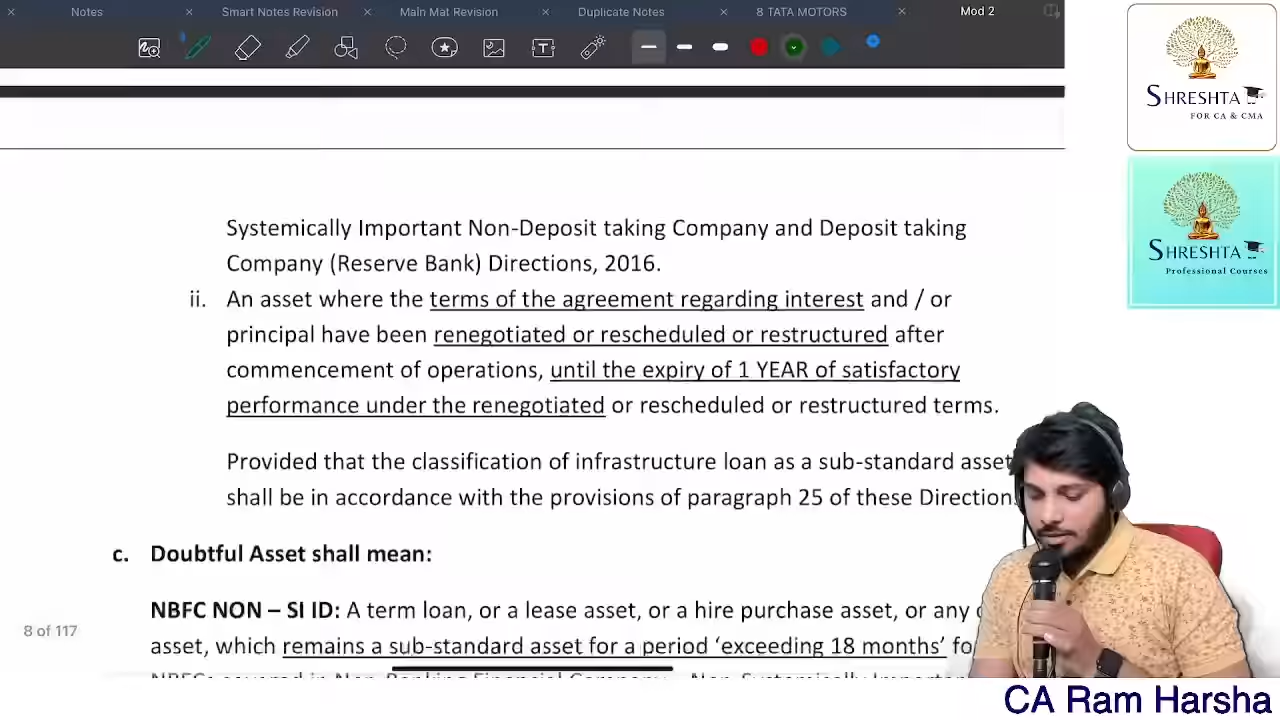 Notes
Smart Notes Revision
Main Mat Revision
Duplicate Notes
8 TATA MOTORS
Mod 2
SHRESHTA
FOR CA & CMA
SHRESHTA
Professional Courses
Systemically Important Non-Deposit taking Company and Deposit taking
Company (Reserve Bank) Directions, 2016.
ii. An asset where the terms of the agreement regarding interest and / or
principal have been renegotiated or rescheduled or restructured after
commencement of operations, until the expiry of 1 YEAR of satisfactory
performance under the renegotiated or rescheduled or restructured terms.
Provided that the classification of infrastructure loan as a sub-standard asset
shall be in accordance with the provisions of paragraph 25 of these Direction
c. Doubtful Asset shall mean:
NBFC NON – SI ID: A term loan, or a lease asset, or a hire purchase asset, or any
8 of 117
asset, which remains a sub-standard asset for a period ‘exceeding 18 months’
CA Ram Harsha